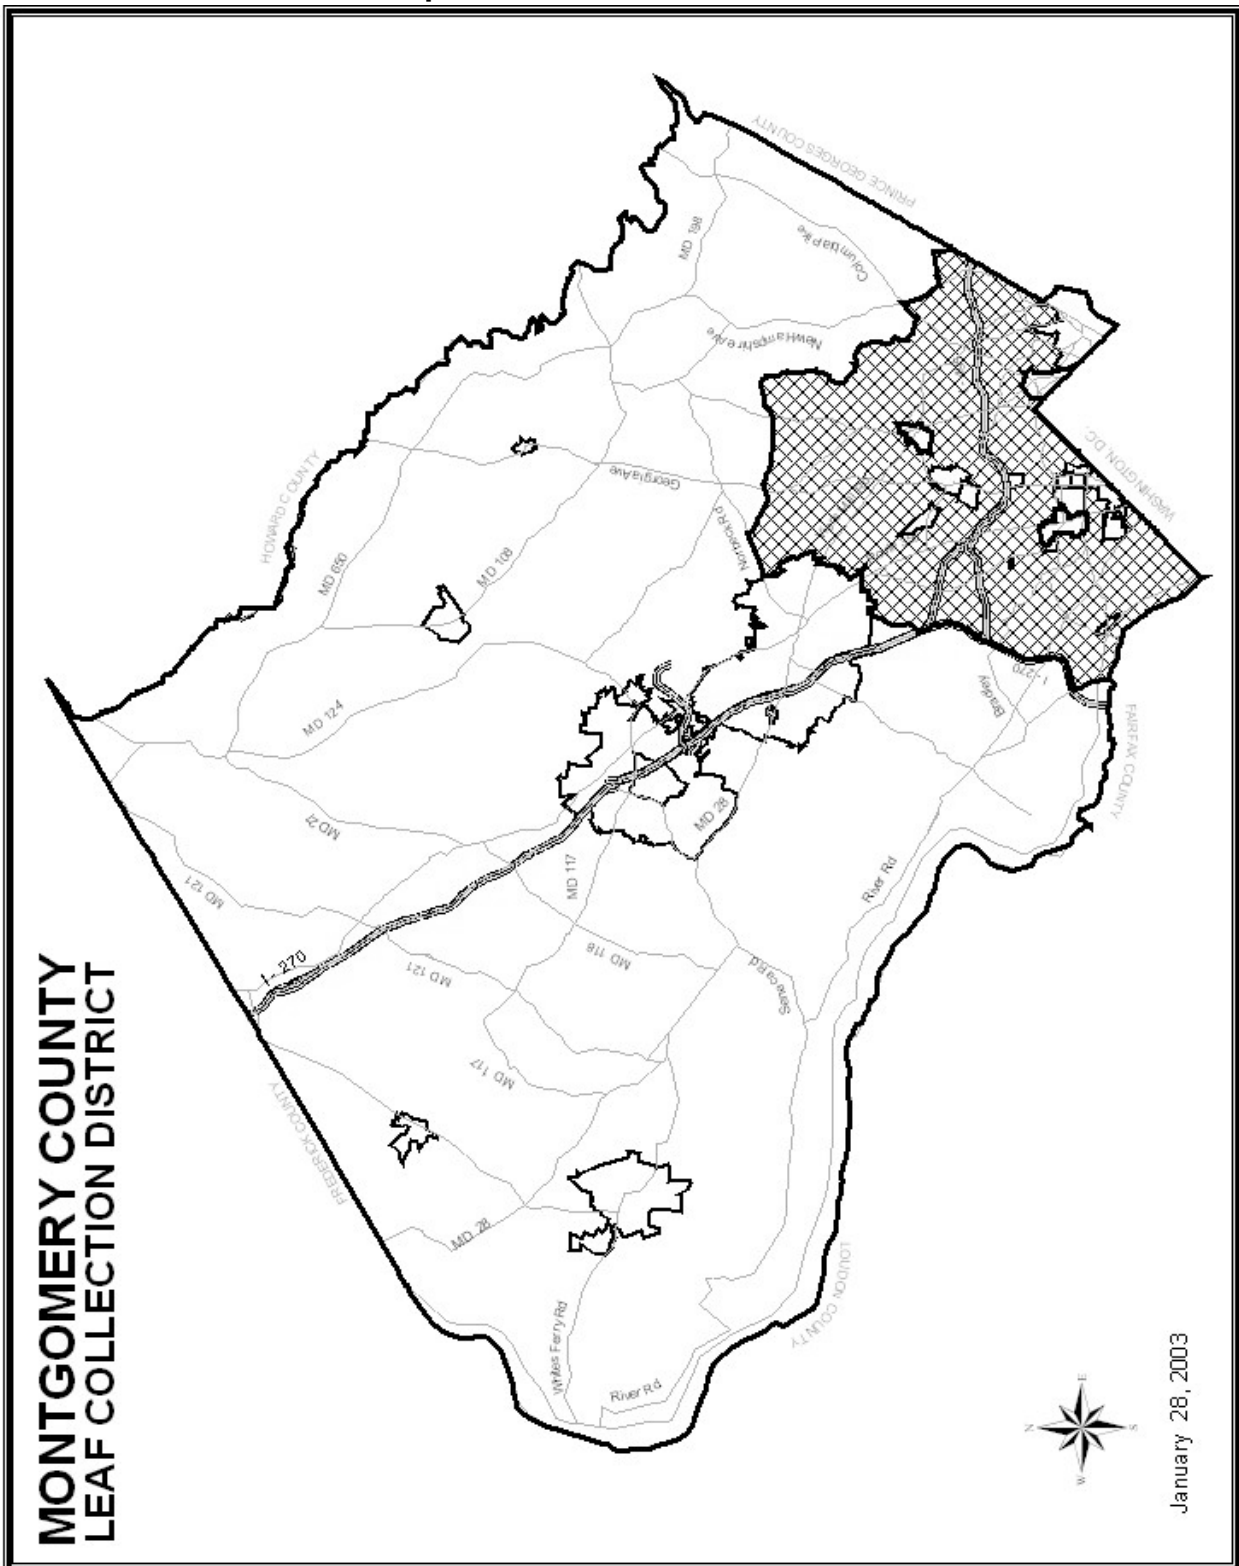 MONTGOMERY COUNTY
LEAF COLLECTION DISTRICT
HOWARD C OUNTY
PRINCE GEORGES COUNTY
MD 198
Columbia Pike
New Hampshire Ave
MD 650
MD 108
Georgia Ave
Norbeck Rd
WASHINGTON, D.C.
MD 124
MD 27
MD 121
I - 270
MD 121
MD 117
MD 118
MD 28
Bradley
I - 270
FAIRFAX COUNTY
River Rd
Seneca Rd
MD 117
FREDERICK COUNTY
MD 28
Whites Ferry Rd
River Rd
LOUDON COUNTY
N
E
S
W
January 28, 2003